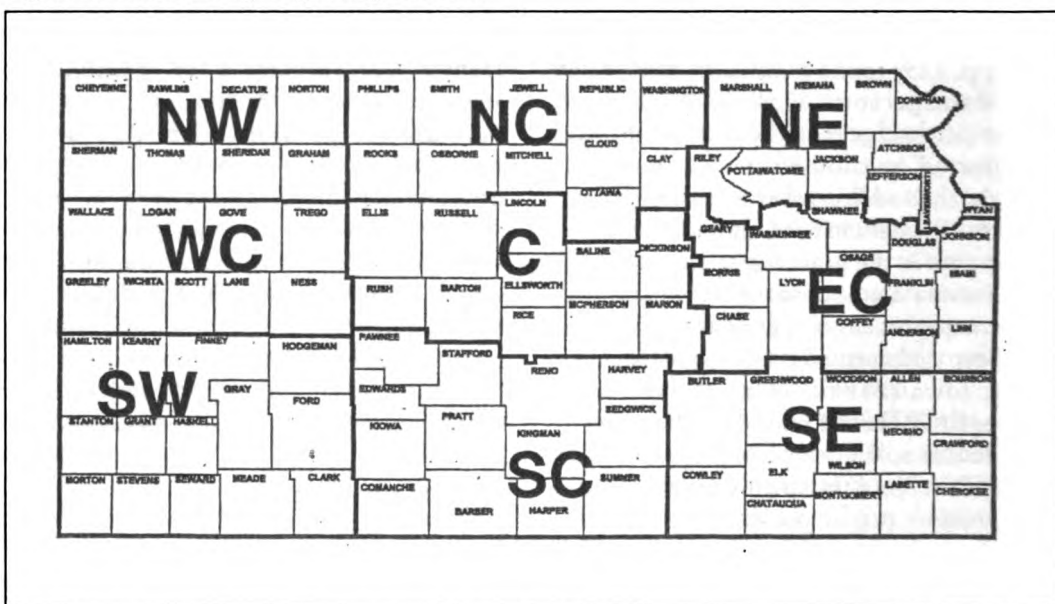 CHEYENNE RAWLINS DECATUR NORTON PHILLIPS SMITH JEWELL REPUBLIC WASHINGTON MARSHALL NEMAHA BROWN
DONIPHAN
NW NC NE
ATCHISON
SHERMAN THOMAS SHERIDAN GRAHAM ROOKS OSBORNE MITCHELL CLOUD CLAY RILEY POTTAWATOMIE JACKSON
JEFFERSON LEAVENWORTH
OTTAWA
WALLACE LOGAN GOVE TREGO ELLIS RUSSELL LINCOLN SHAWNEE WYAN
GEARY WABAUNSEE DOUGLAS JOHNSON
WC C DICKINSON
SALINE OSAGE
GREELEY WICHITA SCOTT LANE NESS RUSH BARTON ELLSWORTH MORRIS LYON EC FRANKLIN MIAMI
RICE MCPHERSON MARION CHASE COFFEY ANDERSON LINN
HAMILTON KEARNY FINNEY HODGEMAN PAWNEE
STAFFORD RENO HARVEY BUTLER GREENWOOD WOODSON ALLEN BOURBON
SW GRAY EDWARDS
FORD SEDGWICK
STANTON GRANT HASKELL KIOWA PRATT KINGMAN SE NEOSHO
CRAWFORD
WILSON
MORTON STEVENS SEWARD MEADE CLARK COMANCHE SC SUMNER COWLEY ELK LABETTE
MONTGOMERY CHEROKEE
BARBER HARPER CHATAUQUA